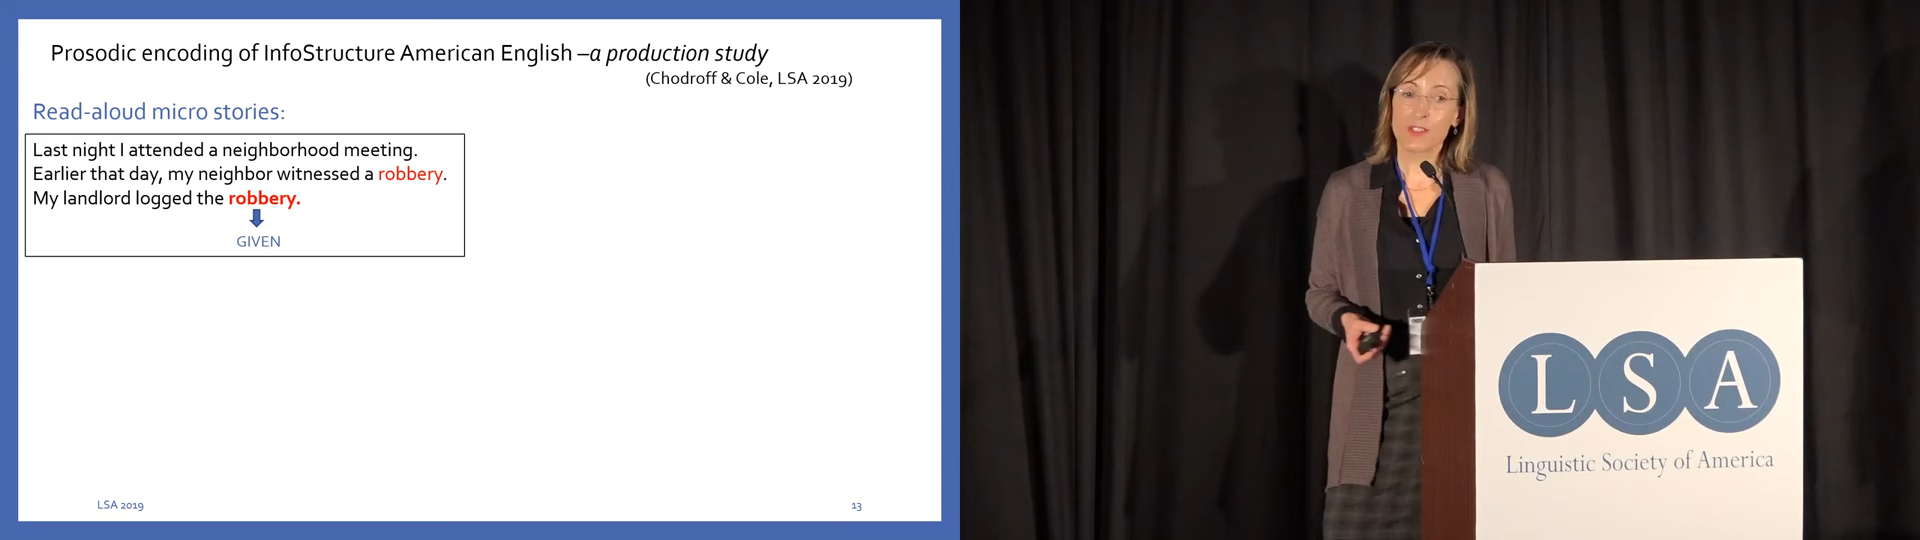 Prosodic encoding of InfoStructure American English –a production study
(Chodroff & Cole, LSA 2019)
Read-aloud micro stories:
Last night I attended a neighborhood meeting.
Earlier that day, my neighbor witnessed a robbery.
My landlord logged the robbery.
GIVEN
LSA 2019
13
LSA
Linguistic Society of America